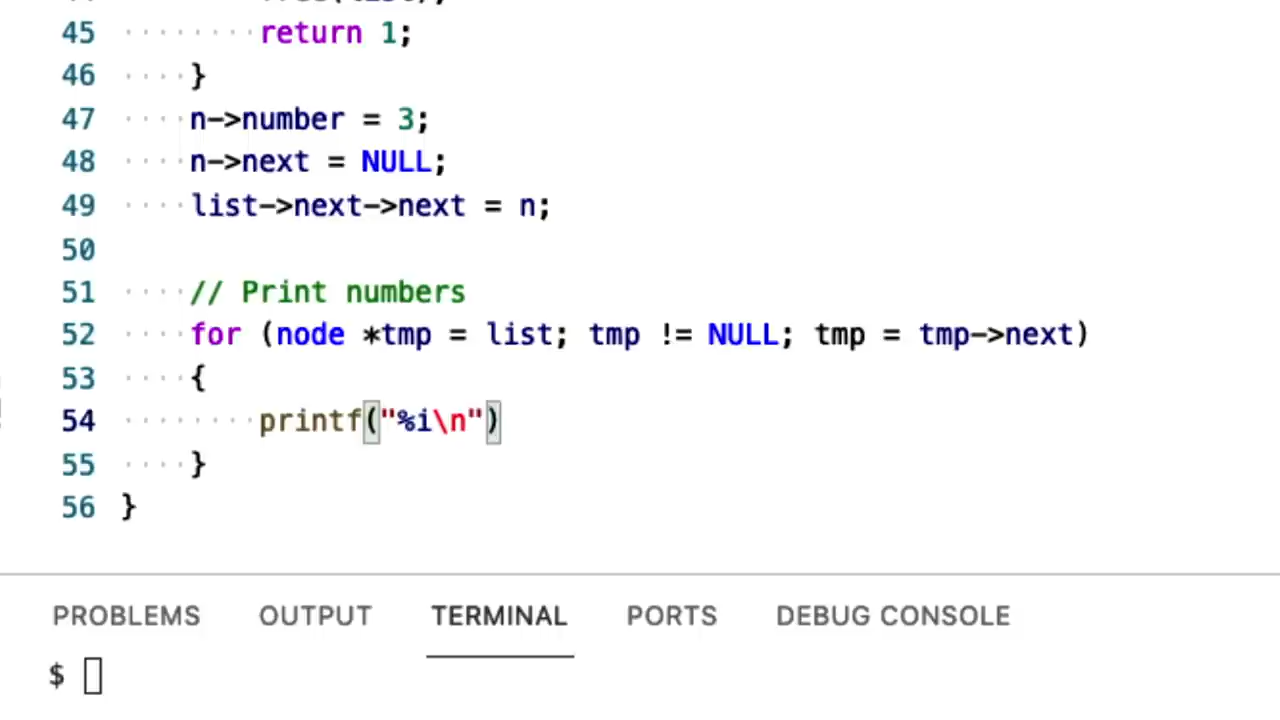 45 return 1;
46 }
47 n->number = 3;
48 n->next = NULL;
49 list->next->next = n;
50
51 // Print numbers
52 for (node *tmp = list; tmp != NULL; tmp = tmp->next)
53 {
54 printf("%i\n")
55 }
56 }
PROBLEMS OUTPUT TERMINAL PORTS DEBUG CONSOLE
$